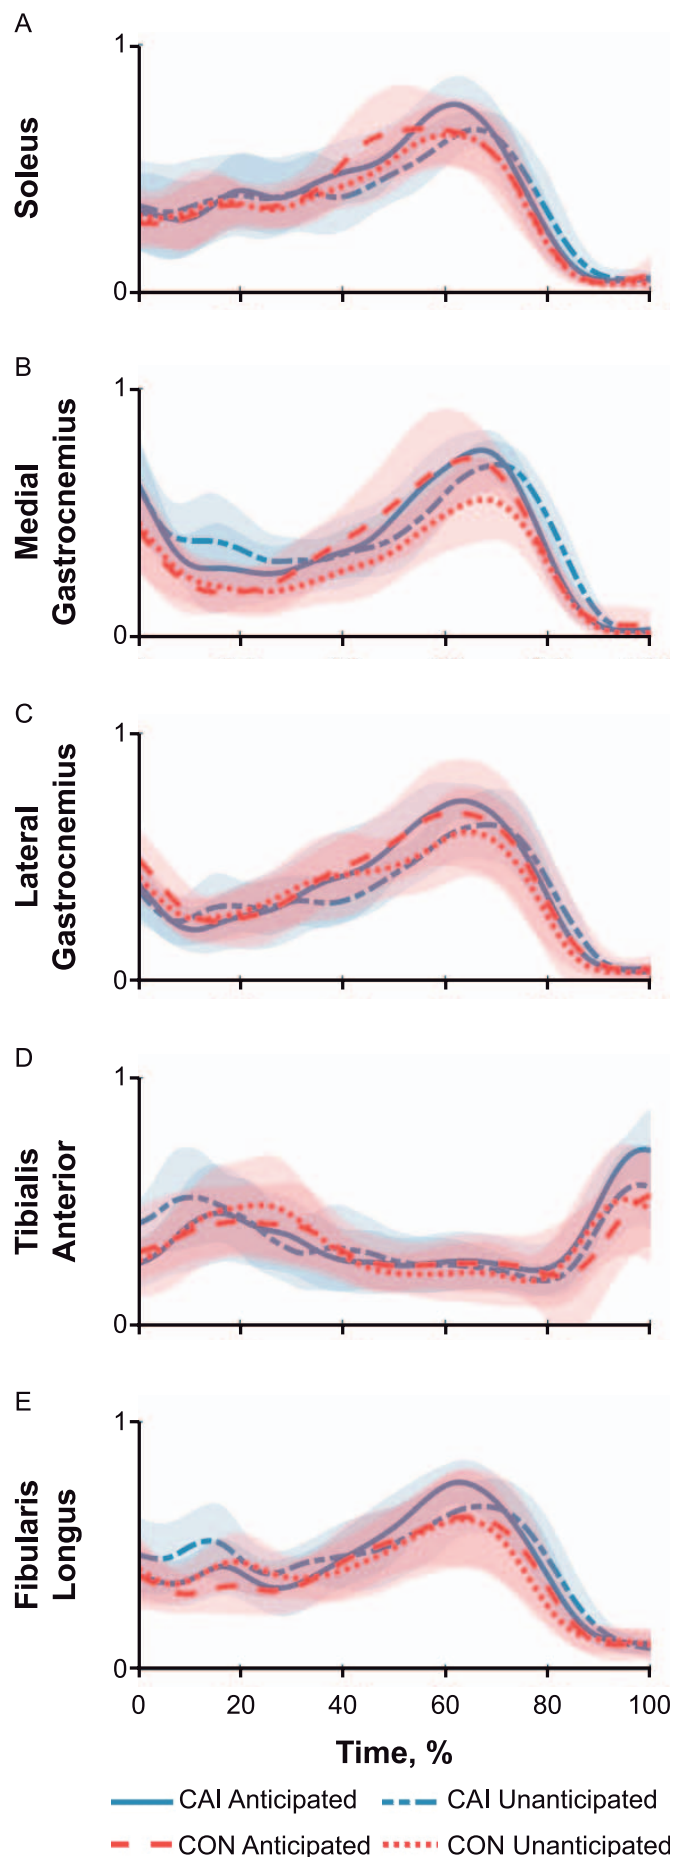 A
1
Soleus
0
B
1
Medial
Gastrocnemius
0
C
1
Lateral
Gastrocnemius
0
D
1
Tibialis
Anterior
0
E
1
Fibularis
Longus
0
0 20 40 60 80 100
Time, %
CAI Anticipated CAI Unanticipated
CON Anticipated CON Unanticipated